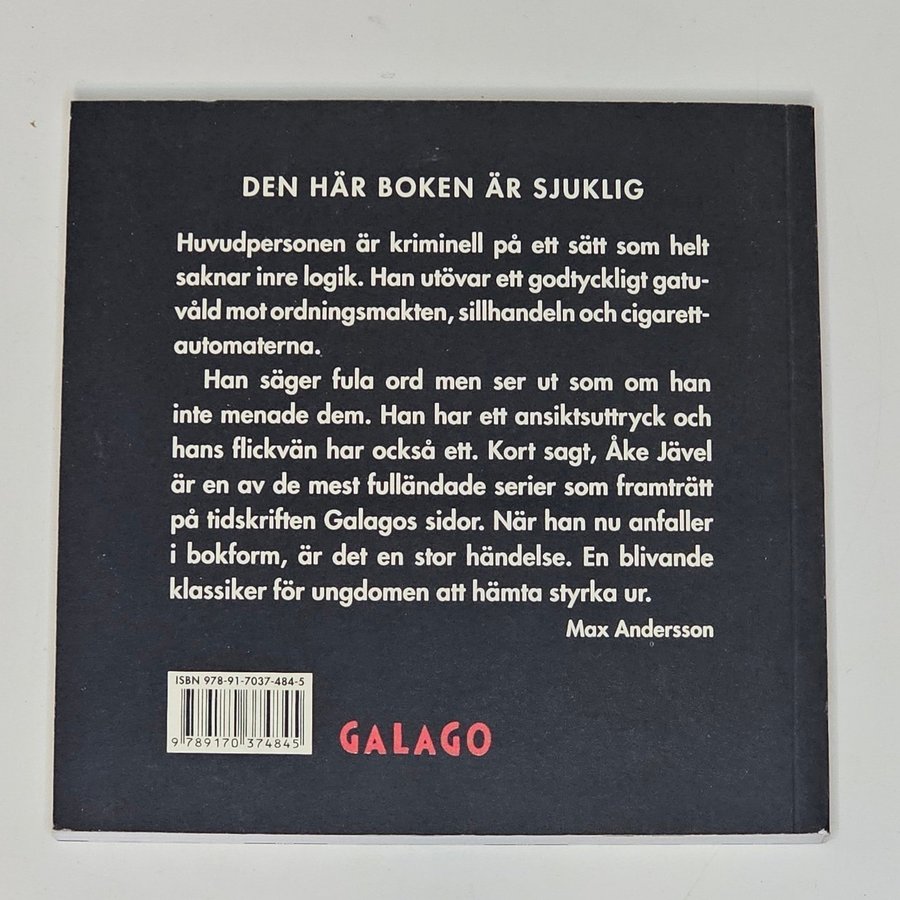 DEN HÄR BOKEN ÄR SJUKLIG
Huvudpersonen är kriminell på ett sätt som helt
saknar inre logik. Han utövar ett godtyckligt gatu-
våld mot ordningsmakten, sillhandeln och cigarett-
automaterna.
Han säger fula ord men ser ut som om han
inte menade dem. Han har ett ansiktsuttryck och
hans flickvän har också ett. Kort sagt, Åke Jävel
är en av de mest fulländade serier som framträtt
på tidskriften Galagos sidor. När han nu anfaller
i bokform, är det en stor händelse. En blivande
klassiker för ungdomen att hämta styrka ur.
Max Andersson
ISBN 978-91-7037-484-5
9 789170 374845
GALAGO